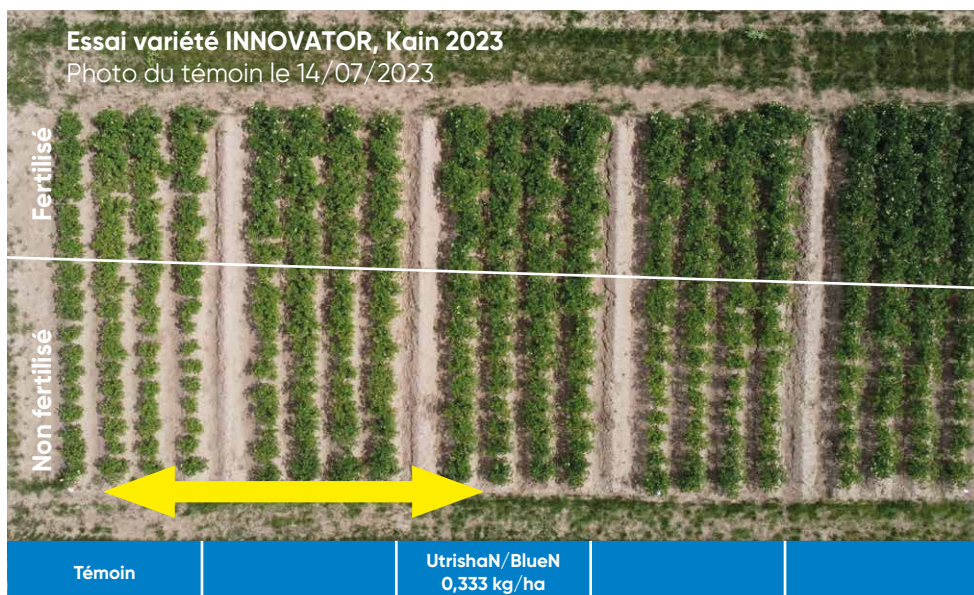 Essai variété INNOVATOR, Kain 2023
Photo du témoin le 14/07/2023
Fertilisé
Non fertilisé
Témoin
UtrishaN/BlueN
0,333 kg/ha